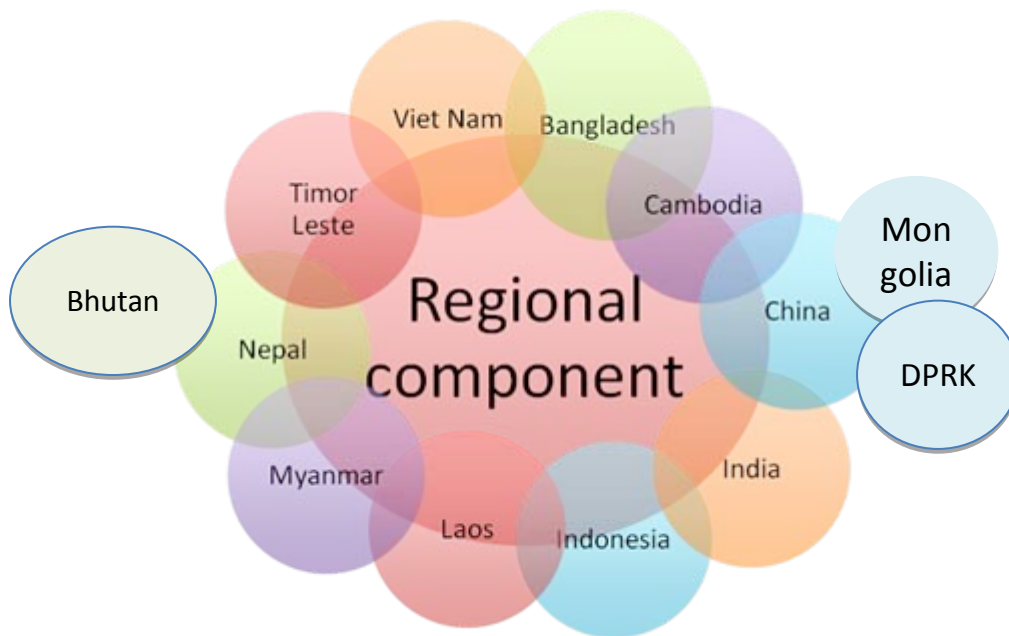 Viet Nam
Bangladesh
Timor
Leste
Cambodia
Mon
golia
Bhutan
Regional
component
China
Nepal
DPRK
Myanmar
India
Laos
Indonesia